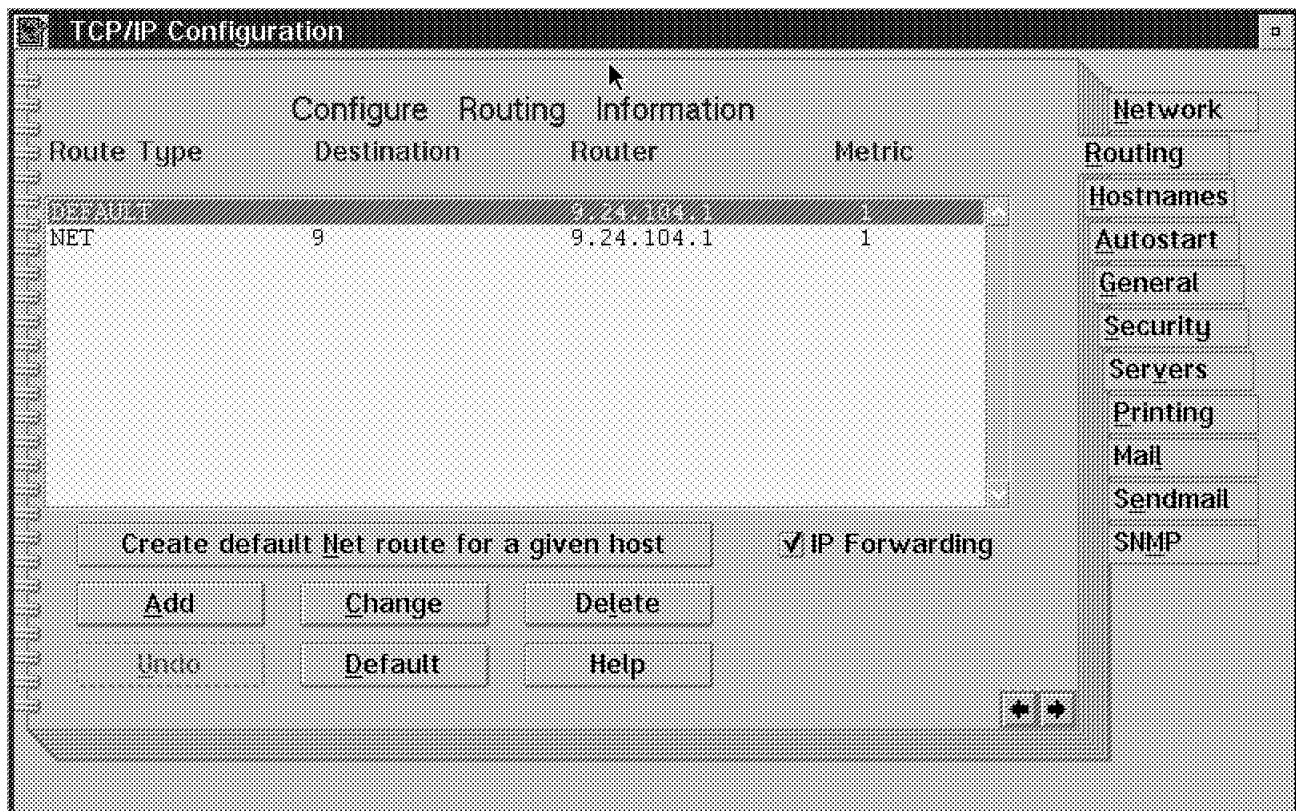 TCP/IP Configuration
Configure Routing Information
Route Type Destination Router Metric
DEFAULT 9.24.104.1 1
NET 9 9.24.104.1 1
Create default Net route for a given host IP Forwarding
Add Change Delete
Undo Default Help
Network
Routing
Hostnames
Autostart
General
Security
Servers
Printing
Mail
Sendmail
SNMP